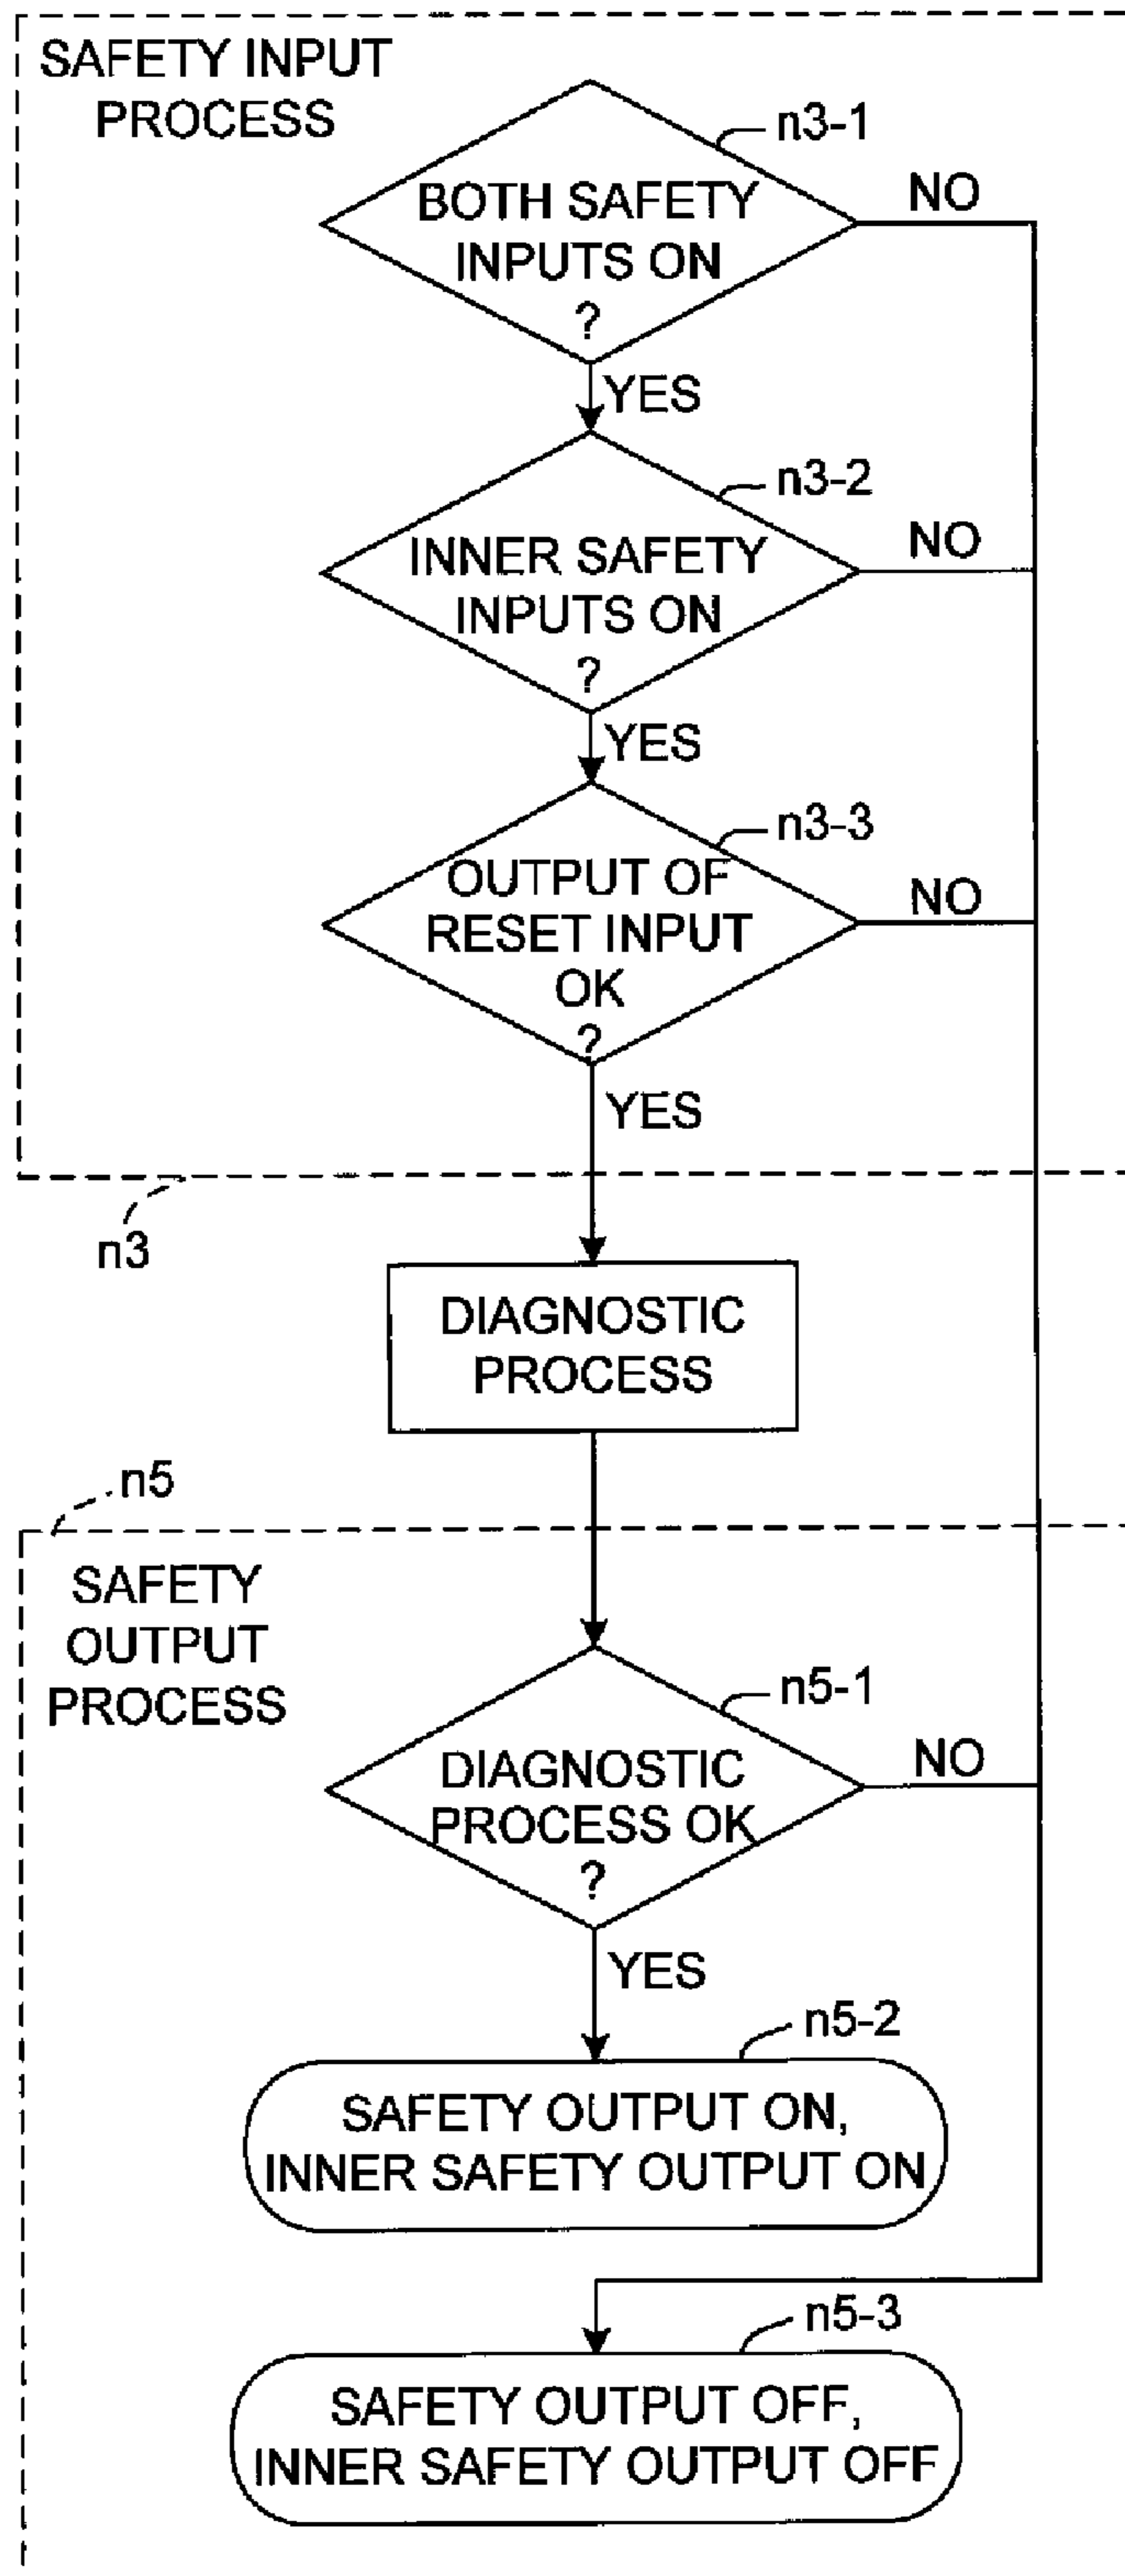 SAFETY INPUT
PROCESS
n3-1
BOTH SAFETY
INPUTS ON
?
NO
YES
n3-2
INNER SAFETY
INPUTS ON
?
NO
YES
n3-3
OUTPUT OF
RESET INPUT
OK
?
NO
YES
n3
DIAGNOSTIC
PROCESS
n5
SAFETY
OUTPUT
PROCESS
n5-1
DIAGNOSTIC
PROCESS OK
?
NO
YES
n5-2
SAFETY OUTPUT ON,
INNER SAFETY OUTPUT ON
n5-3
SAFETY OUTPUT OFF,
INNER SAFETY OUTPUT OFF